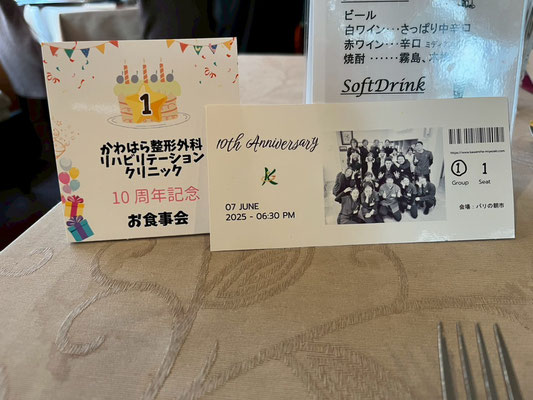 ビール
白ワイン･･･さっぱり中辛口
赤ワイン･･･辛口
焼酎 ‥‥‥霧島、
SoftDrink
1
かわはら整形外科
リハビリテーション
クリニック
10周年記念
お食事会
10th Anniversary
K
07 JUNE
2025 - 06:30 PM
① 1
Group Seat
会場：パリの朝市